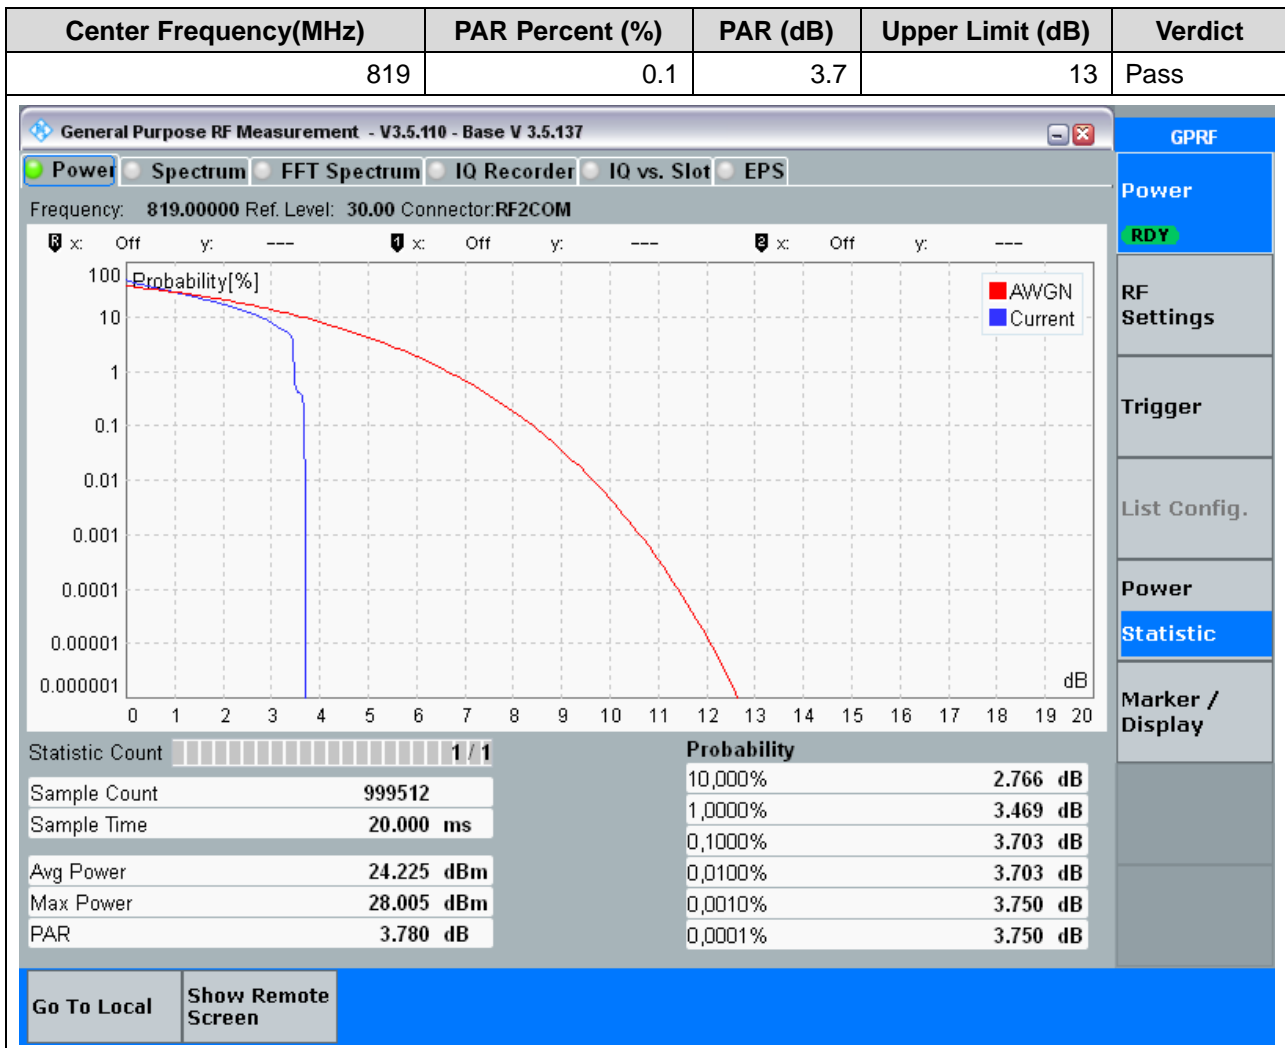 Center Frequency(MHz) PAR Percent (%) PAR (dB) Upper Limit (dB) Verdict
819 0.1 3.7 13 Pass
General Purpose RF Measurement - V3.5.110 - Base V 3.5.137
GPRF
Power Spectrum FFT Spectrum IQ Recorder IQ vs. Slot EPS
Power
RDY
Frequency: 819.00000 Ref. Level: 30.00 Connector:RF2COM
R x: Off y: --- 1 x: Off y: --- 2 x: Off y: ---
Probability[%]
AWGN
Current
100
10
1
0.1
0.01
0.001
0.0001
0.00001
0.000001
dB
0 1 2 3 4 5 6 7 8 9 10 11 12 13 14 15 16 17 18 19 20
RF
Settings
Trigger
List Config.
Power
Statistic
Marker /
Display
Statistic Count 1 / 1
Sample Count 999512
Sample Time 20.000 ms
Avg Power 24.225 dBm
Max Power 28.005 dBm
PAR 3.780 dB
Probability
10,000% 2.766 dB
1,0000% 3.469 dB
0,1000% 3.703 dB
0,0100% 3.703 dB
0,0010% 3.750 dB
0,0001% 3.750 dB
Go To Local
Show Remote
Screen